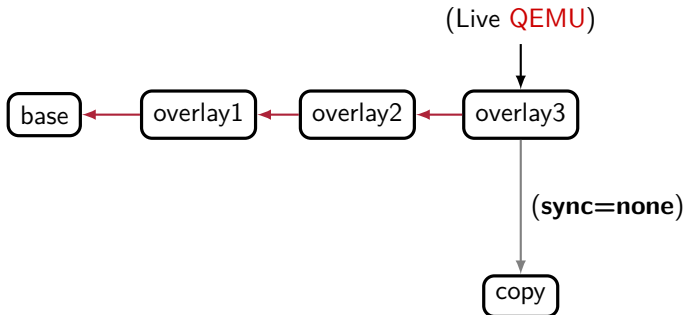 (Live QEMU)
base
overlay1
overlay2
overlay3
(sync=none)
copy